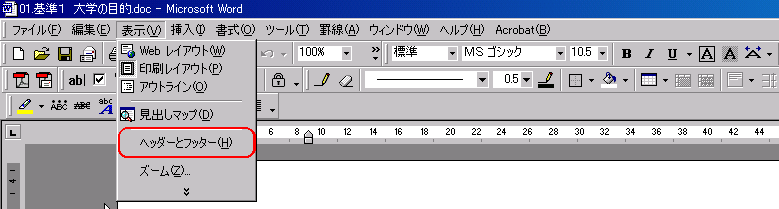 01.基準1 大学の目的.doc - Microsoft Word
ファイル(F) 編集(E) 表示(V) 挿入(I) 書式(O) ツール(T) 罫線(A) ウィンドウ(W) ヘルプ(H) Acrobat(B)
Web レイアウト(W)
100% 標準 MS ゴシック 10.5 B I U A A
印刷レイアウト(P)
ab| 0.5
アウトライン(O)
abc ABC abc A
見出しマップ(D)
L 6 8 10 12 14 16 18 20 22 24 26 28 30 32 34 36 38 40 42 44
ヘッダーとフッター(H)
ズーム(Z)...